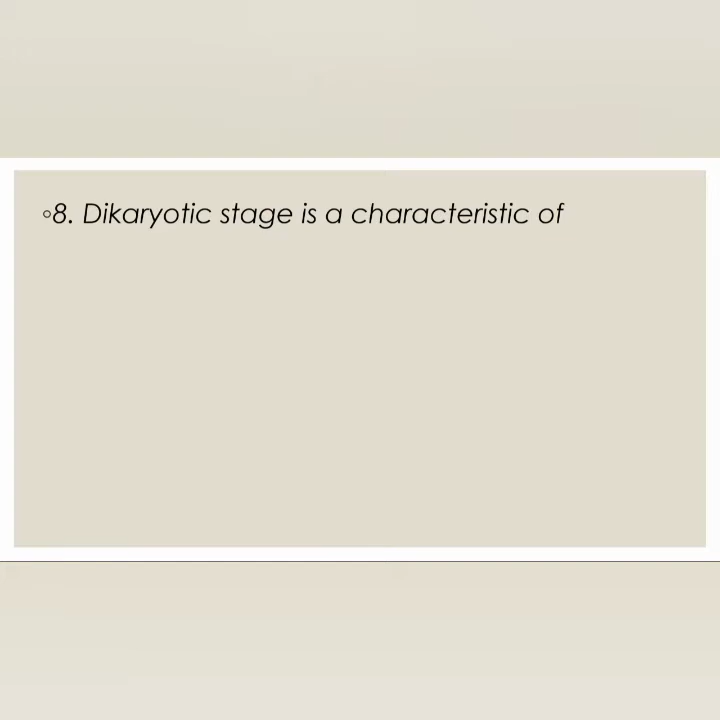 ◦8. Dikaryotic stage is a characteristic of